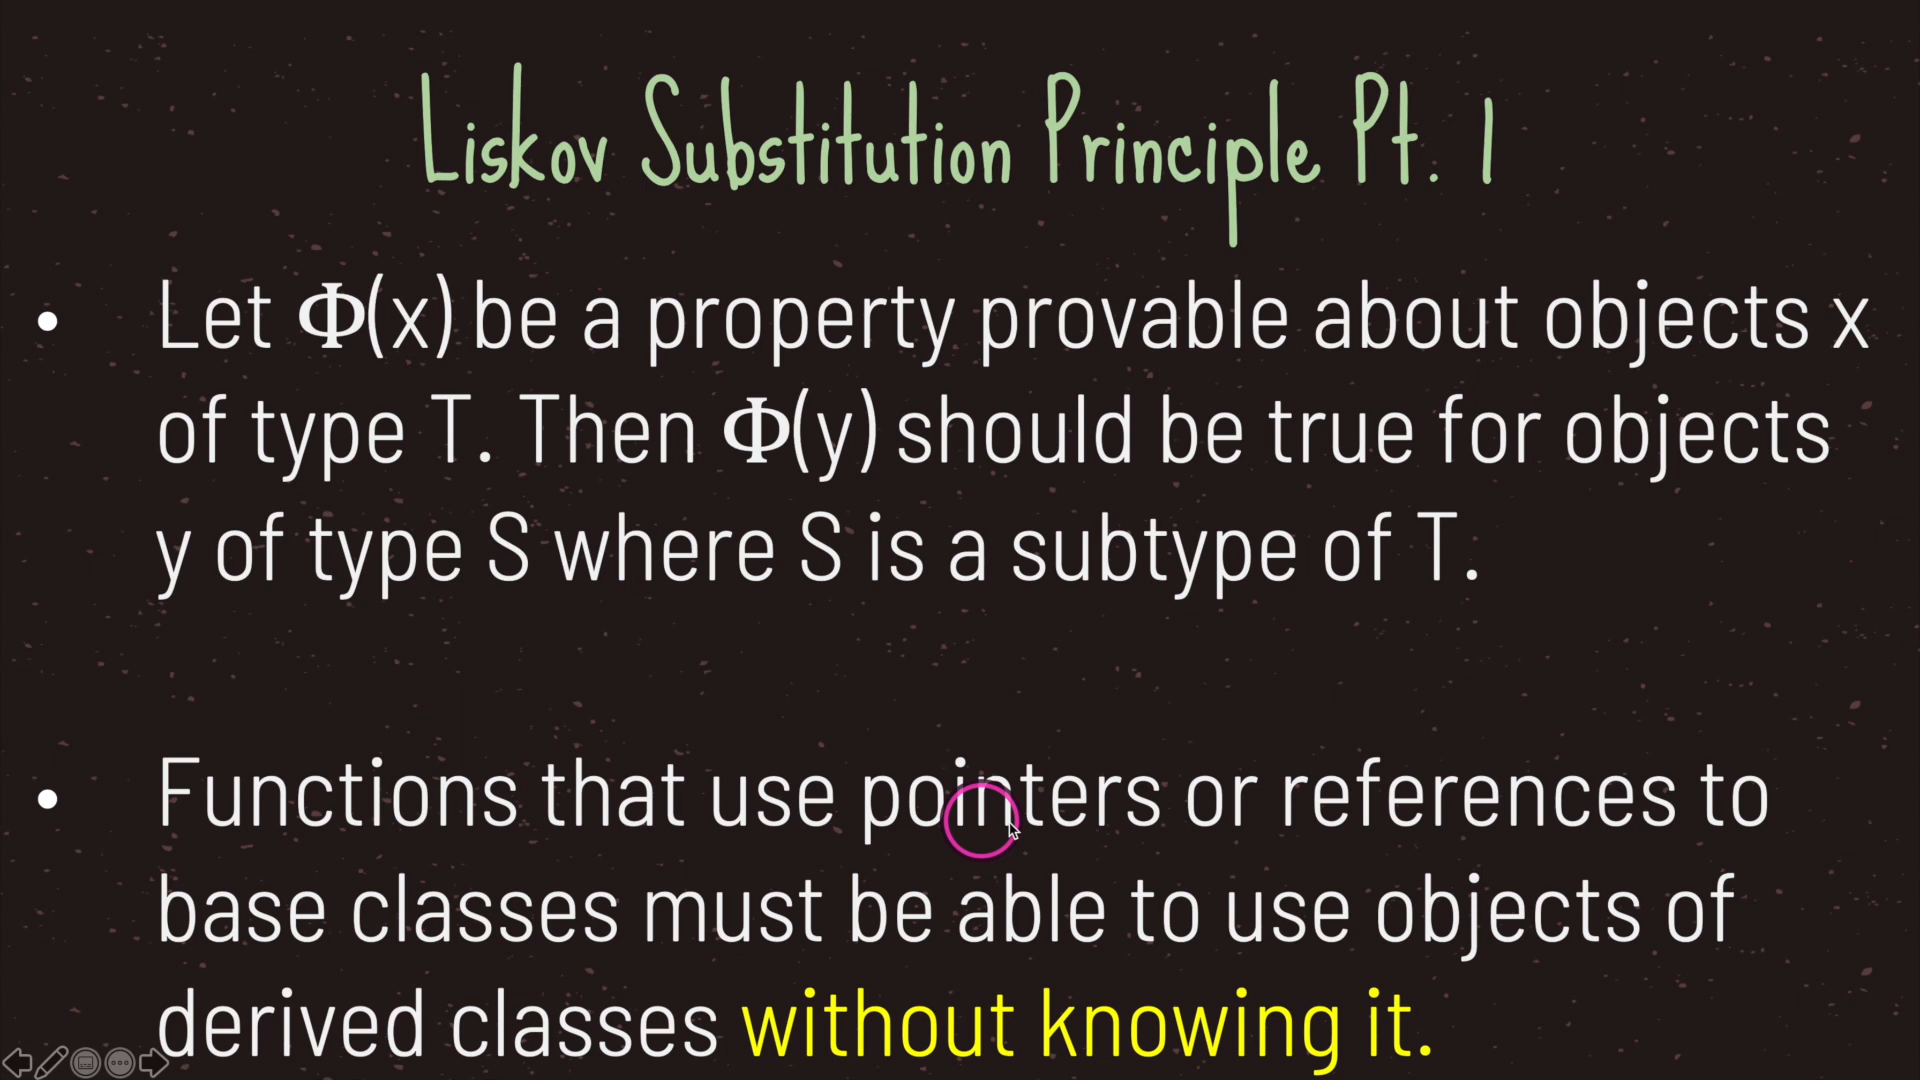 Liskov Substitution Principle Pt. 1
• Let Φ(x) be a property provable about objects x
of type T. Then Φ(y) should be true for objects
y of type S where S is a subtype of T.
• Functions that use pointers or references to
base classes must be able to use objects of
derived classes without knowing it.